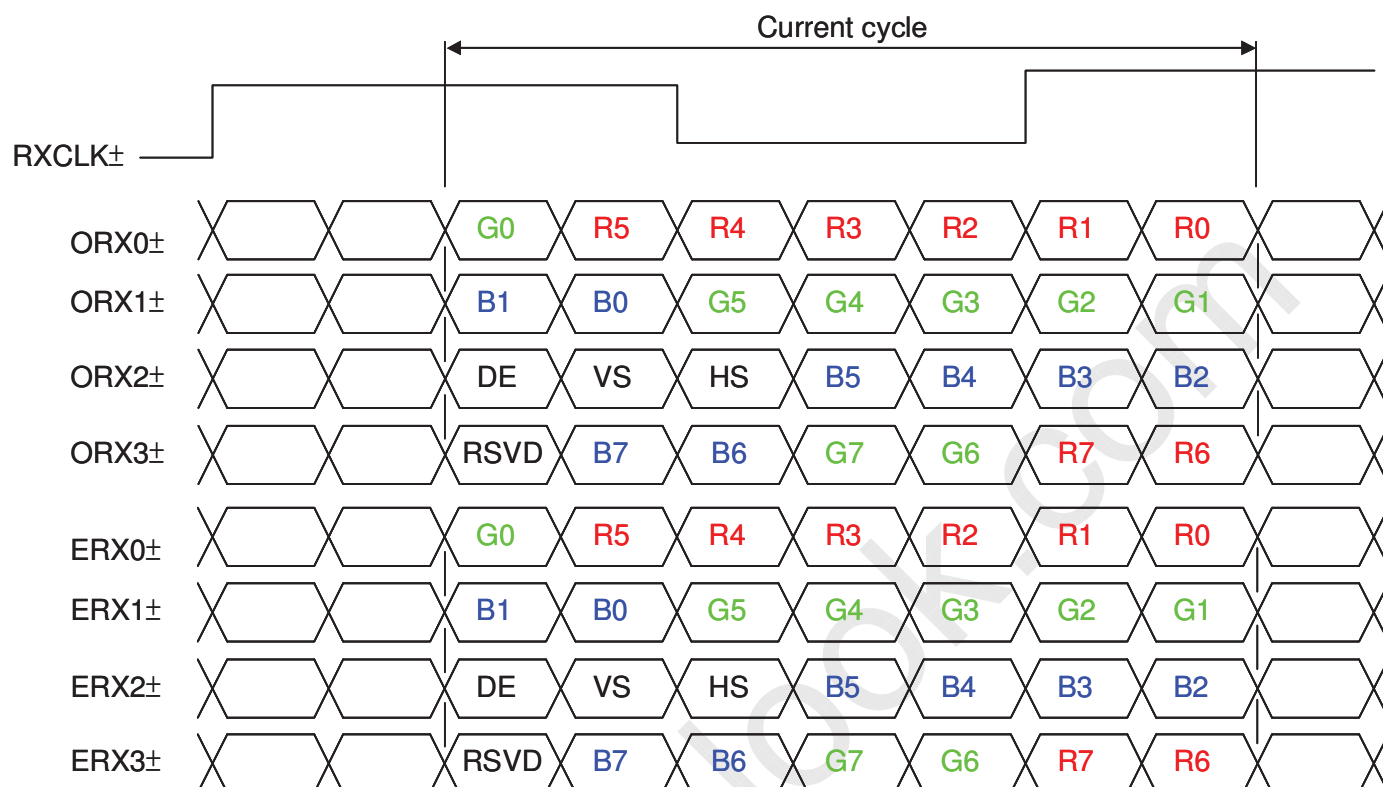 Current cycle
RXCLK±
ORX0± G0 R5 R4 R3 R2 R1 R0
ORX1± B1 B0 G5 G4 G3 G2 G1
ORX2± DE VS HS B5 B4 B3 B2
ORX3± RSVD B7 B6 G7 G6 R7 R6
ERX0± G0 R5 R4 R3 R2 R1 R0
ERX1± B1 B0 G5 G4 G3 G2 G1
ERX2± DE VS HS B5 B4 B3 B2
ERX3± RSVD B7 B6 G7 G6 R7 R6
look.com